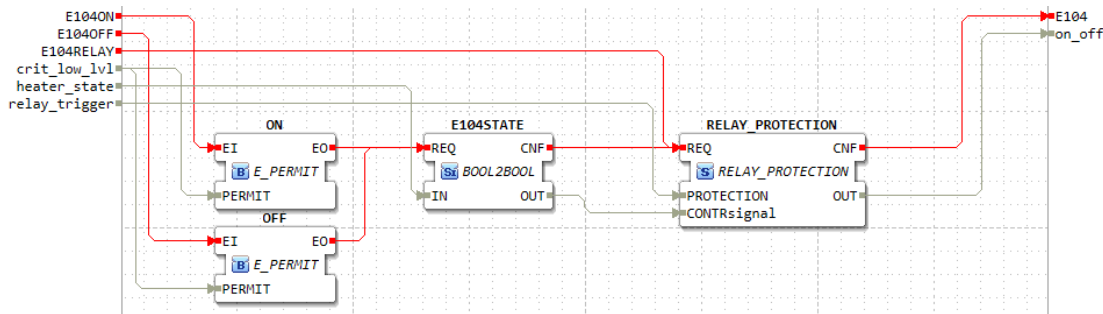 E104ON
E104OFF
E104RELAY
crit_low_lvl
heater_state
relay_trigger
E104
on_off
ON
EI EO
B E_PERMIT
PERMIT
OFF
EI EO
B E_PERMIT
PERMIT
E104STATE
REQ CNF
Si BOOL2BOOL
IN OUT
RELAY_PROTECTION
REQ CNF
S RELAY_PROTECTION
PROTECTION OUT
CONTRsignal